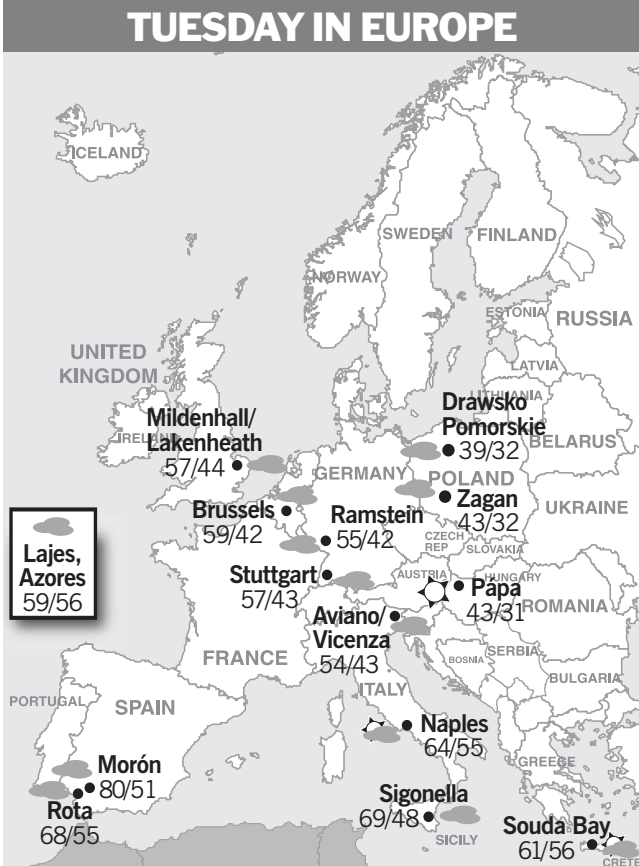 TUESDAY IN EUROPE
ICELAND
SWEDEN
FINLAND
NORWAY
ESTONIA
RUSSIA
UNITED
KINGDOM
LATVIA
LITHUANIA
IRELAND
Mildenhall/
Lakenheath
57/44
Drawsko
Pomorskie
39/32
BELARUS
GERMANY
POLAND
Zagan
43/32
Brussels
59/42
Ramstein
55/42
UKRAINE
CZECH
REP
SLOVAKIA
Lajes,
Azores
59/56
Stuttgart
57/43
AUSTRIA
HUNGARY
Pápa
43/31
ROMANIA
Aviano/
Vicenza
54/43
FRANCE
BOSNIA
SERBIA
BULGARIA
ITALY
PORTUGAL
SPAIN
Naples
64/55
Morón
80/51
GREECE
Rota
68/55
Sigonella
69/48
SICILY
Souda Bay
61/56
CRETE